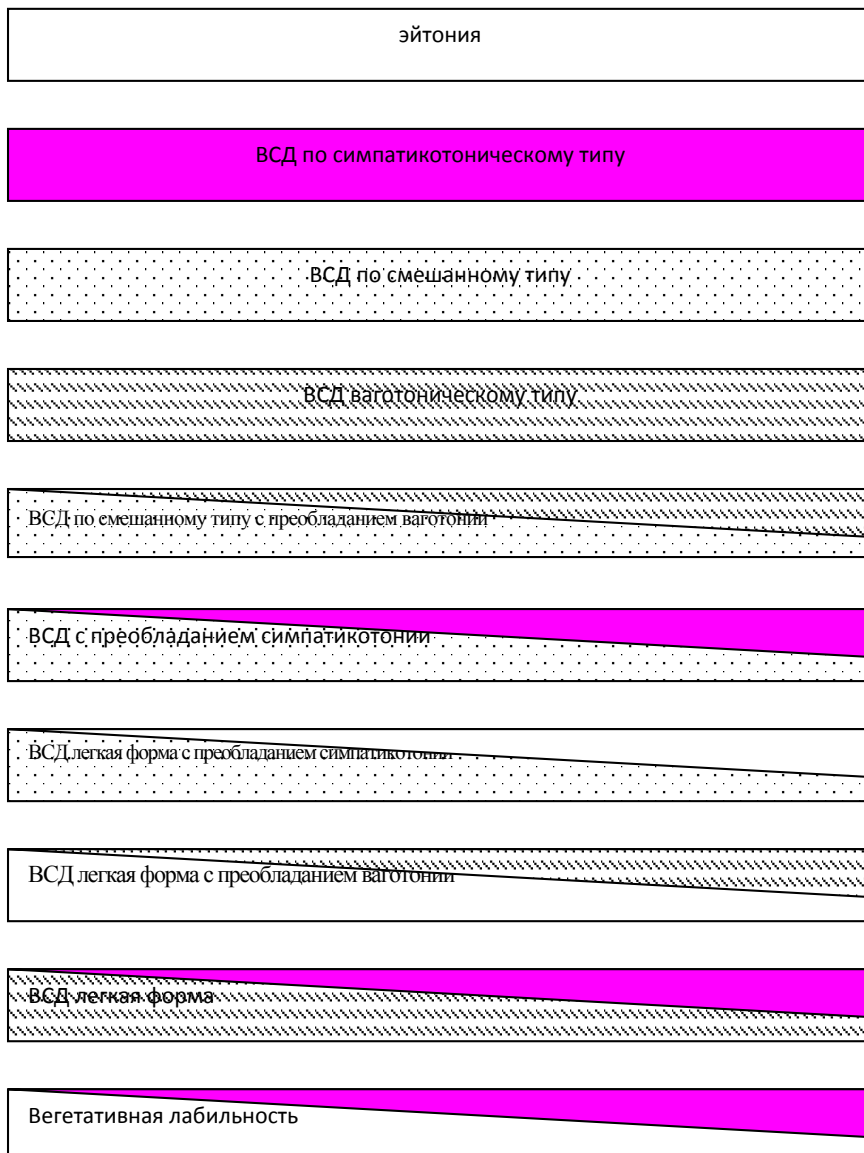 эйтония
ВСД по симпатикотоническому типу
ВСД по смешанному типу
ВСД ваготоническому типу
ВСД по смешанному типу с преобладанием ваготонии
ВСД с преобладанием симпатикотонии
ВСД легкая форма с преобладанием симпатикотонии
ВСД легкая форма с преобладанием ваготонии
ВСД легкая форма
Вегетативная лабильность